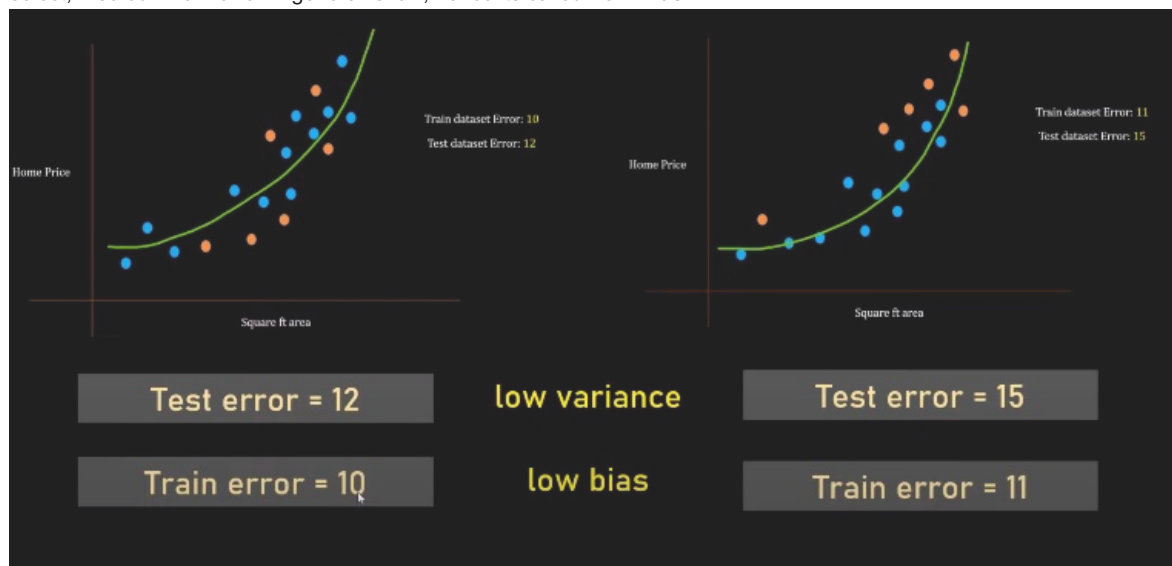 Train dataset Error: 10
Test dataset Error: 12
Home Price
Square ft area
Train dataset Error: 11
Test dataset Error: 15
Home Price
Square ft area
Test error = 12
low variance
Test error = 15
Train error = 10
low bias
Train error = 11